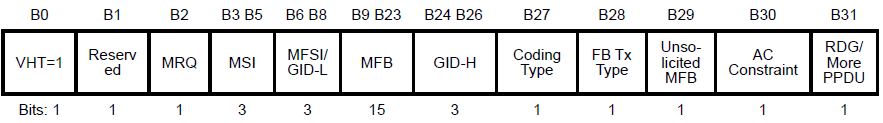 B0 B1 B2 B3 B5 B6 B8 B9 B23 B24 B26 B27 B28 B29 B30 B31
VHT=1
Reserv
ed
MRQ
MSI
MFSI/
GID-L
MFB
GID-H
Coding
Type
FB Tx
Type
Unso-
licited
MFB
AC
Constraint
RDG/
More
PPDU
Bits: 1 1 1 3 3 15 3 1 1 1 1 1